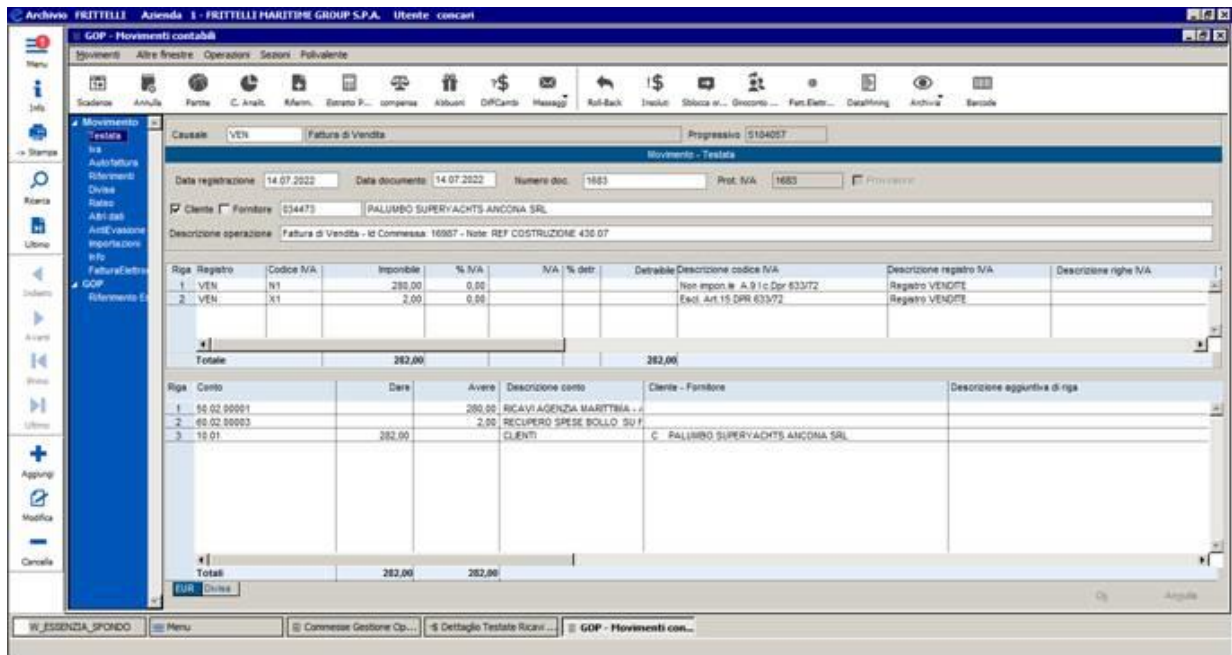 Archivio FRITTELLI Azienda 1 - FRITTELLI MARITIME GROUP S.P.A. Utente concari
GOP - Movimenti contabili
Movimenti Altre finestre Operazioni Sezioni Polivalente
Menu
Info
-> Stampa
Ricerca
Ultimo
Indietro
Avanti
Primo
Ultimo
Aggiungi
Modifica
Cancella
Scadenze Annulla Partite C. Analit. Riferim. Estratto P... compensa Abbuoni DiffCambi Messaggi Roll-Back Insoluti Sblocca or... Giroconto ... Fatt.Elettr... DataMining Archivia Barcode
Movimento
Testata
Iva
Autofattura
Riferimenti
Divise
Rateo
Altri dati
AntiEvasione
Importazioni
Info
FatturaElettro
GOP
Riferimento Es
Causale VEN Fattura di Vendita Progressivo 5104057
Movimento - Testata
Data registrazione 14.07.2022 Data documento 14.07.2022 Numero doc. 1683 Prot. IVA 1683 Provvisorio
Cliente Fornitore 034473 PALUMBO SUPERYACHTS ANCONA SRL
Descrizione operazione Fattura di Vendita - Id Commessa: 16987 - Note: REF COSTRUZIONE 430.07
Riga Registro Codice IVA Imponibile % IVA IVA % detr. Detraibile Descrizione codice IVA Descrizione registro IVA Descrizione righe IVA
1 VEN N1 280,00 0,00 Non impon.le A.9 1c.Dpr 633/72 Registro VENDITE
2 VEN X1 2,00 0,00 Escl. Art.15 DPR 633/72 Registro VENDITE
Totale 282,00 282,00
Riga Conto Dare Avere Descrizione conto Cliente - Fornitore Descrizione aggiuntiva di riga
1 50.02.00001 280,00 RICAVI AGENZIA MARITTIMA - A
2 60.02.00003 2,00 RECUPERO SPESE BOLLO SU F
3 10.01. 282,00 CLIENTI C PALUMBO SUPERYACHTS ANCONA SRL
Totali 282,00 282,00
EUR Divisa
Ok Annulla
W_ESSENZIA_SFONDO Menu Commesse Gestione Op... Dettaglio Testate Ricavi ... GOP - Movimenti con...